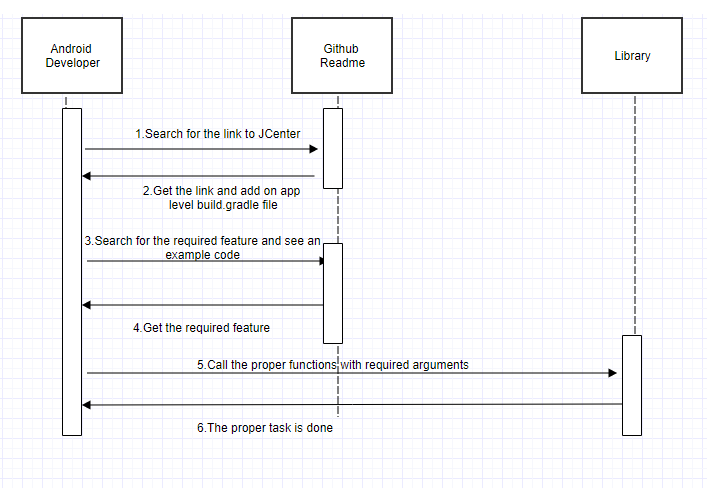 Android
Developer
Github
Readme
Library
1.Search for the link to JCenter
2.Get the link and add on app
level build.gradle file
3.Search for the required feature and see an
example code
4.Get the required feature
5.Call the proper functions with required arguments
6.The proper task is done